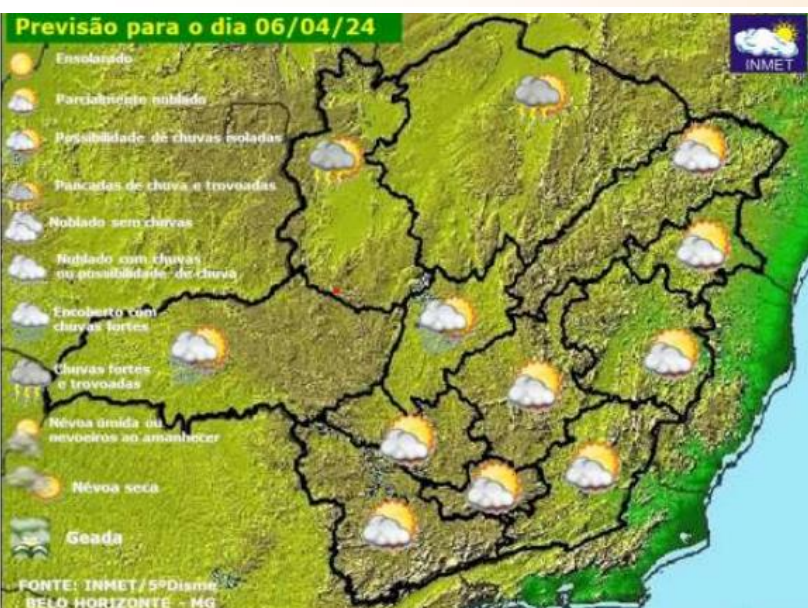 Previsão para o dia 06/04/24
INMET
Ensolarado
Parcialmente noblado
Possibilidade de chuvas isoladas
Pancadas de chuva e trovoadas
Noblado sem chuvas
Nublado com chuvas
ou possibilidade de chuva
Encoberto com
chuvas fortes
Chuvas fortes
e trovoadas
Névoa úmida ou
nevoeiros ao amanhecer
Névoa seca
Geada
FONTE: INMET/5ºDisme
BELO HORIZONTE - MG